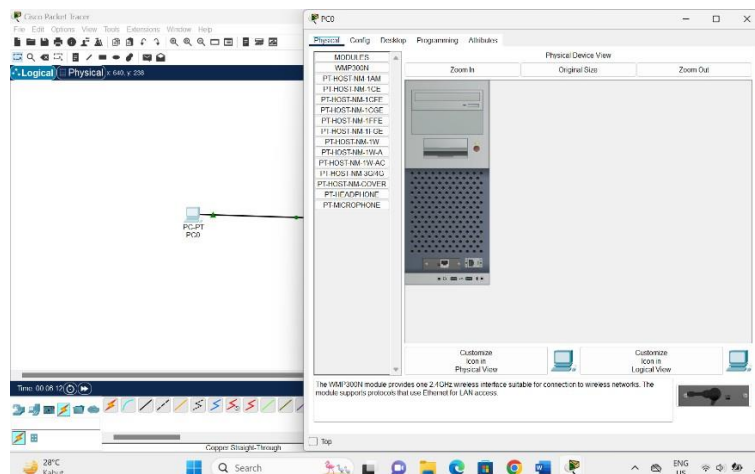 Cisco Packet Tracer
File Edit Options View Tools Extensions Window Help
Logical Physical x: 640, y: 238
PC-PT
PC0
Time: 00:06:12
Copper Straight-Through
PC0
Physical Config Desktop Programming Attributes
MODULES
WMP300N
PT-HOST-NM-1AM
PT-HOST-NM-1CE
PT-HOST-NM-1CFE
PT-HOST-NM-1CGE
PT-HOST-NM-1FFE
PT-HOST-NM-1FGE
PT-HOST-NM-1W
PT-HOST-NM-1W-A
PT-HOST-NM-1W-AC
PT-HOST-NM-3G/4G
PT-HOST-NM-COVER
PT-HEADPHONE
PT-MICROPHONE
Physical Device View
Zoom In Original Size Zoom Out
Customize
Icon in
Physical View
Customize
Icon in
Logical View
The WMP300N module provides one 2.4GHz wireless interface suitable for connection to wireless networks. The
module supports protocols that use Ethernet for LAN access.
Top
28°C
Kabut
Search
ENG
US